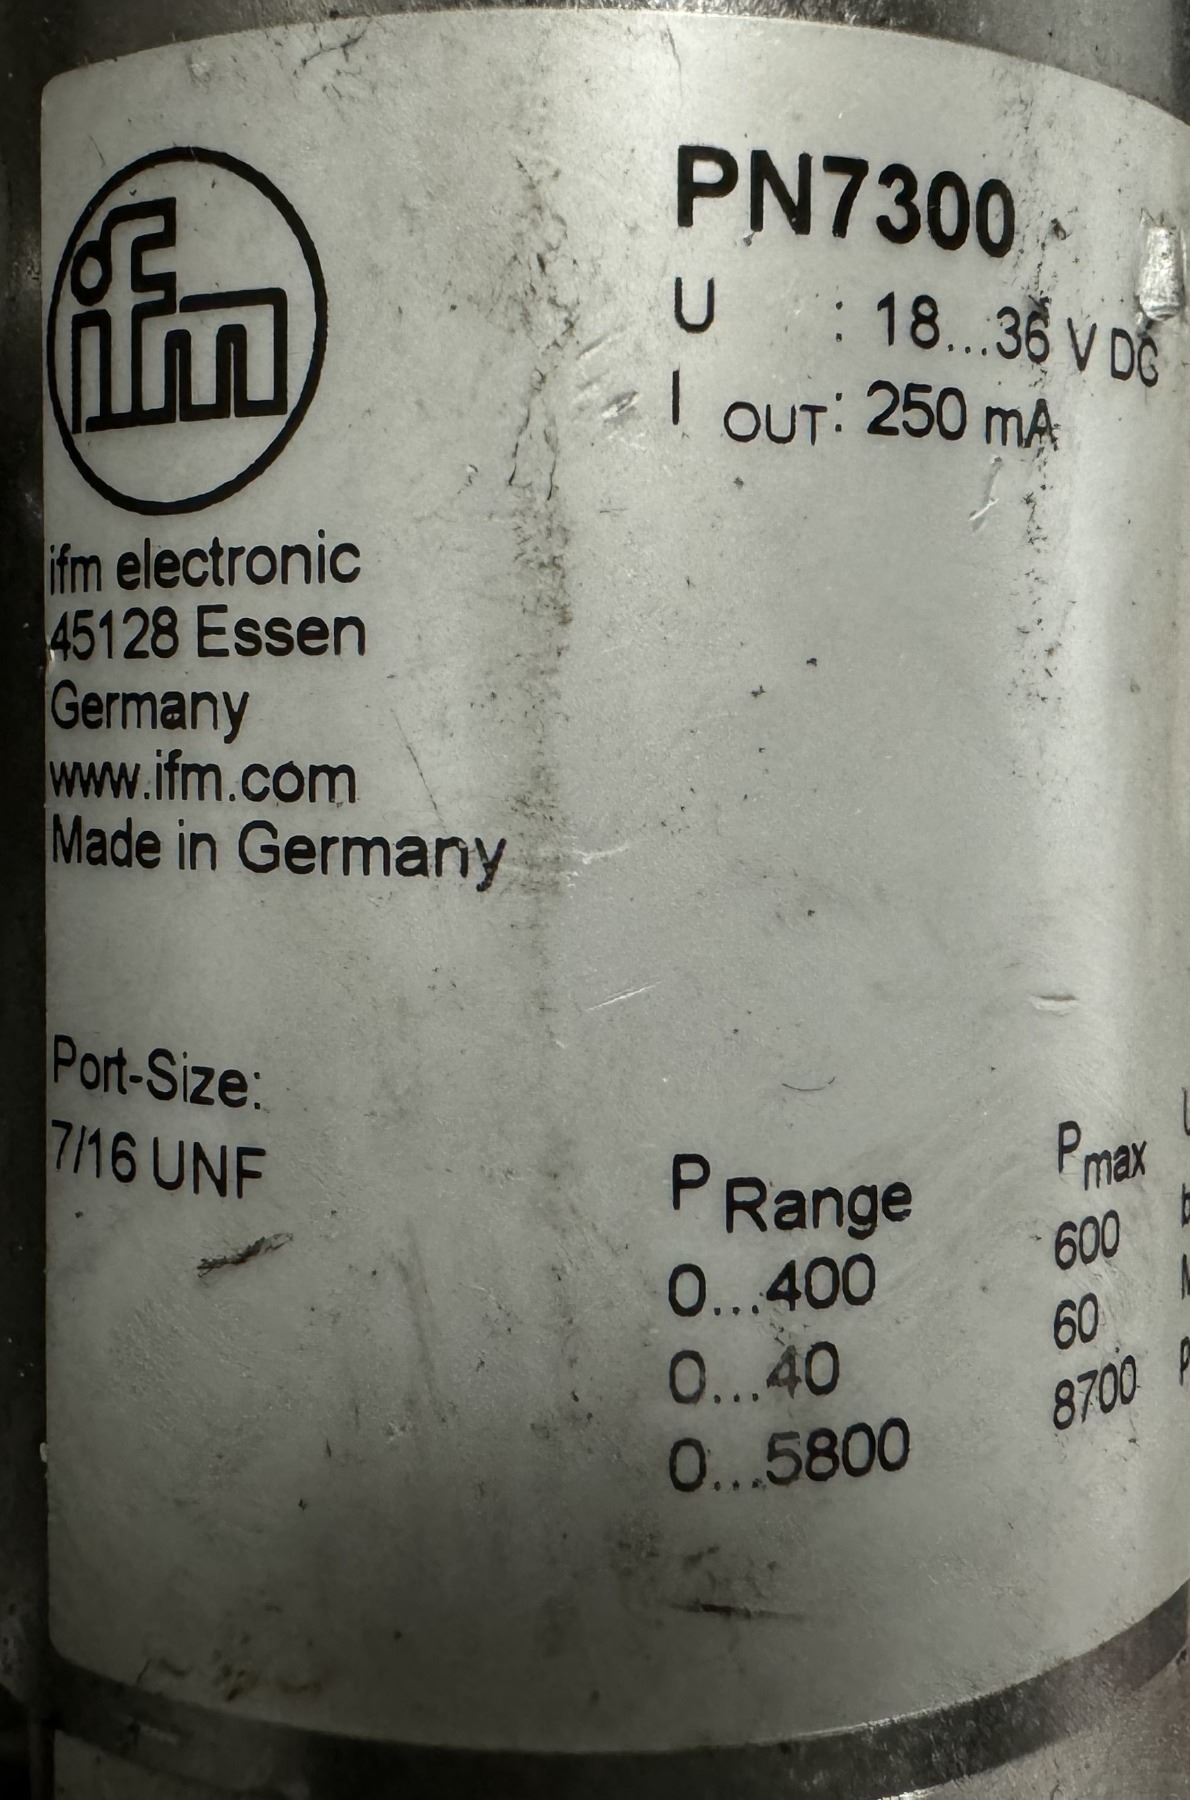 ifm
PN7300
U : 18...36 V DC
I OUT: 250 mA
ifm electronic
45128 Essen
Germany
www.ifm.com
Made in Germany
Port-Size:
7/16 UNF
P Range Pmax
0...400 600
0...40 60
0...5800 8700